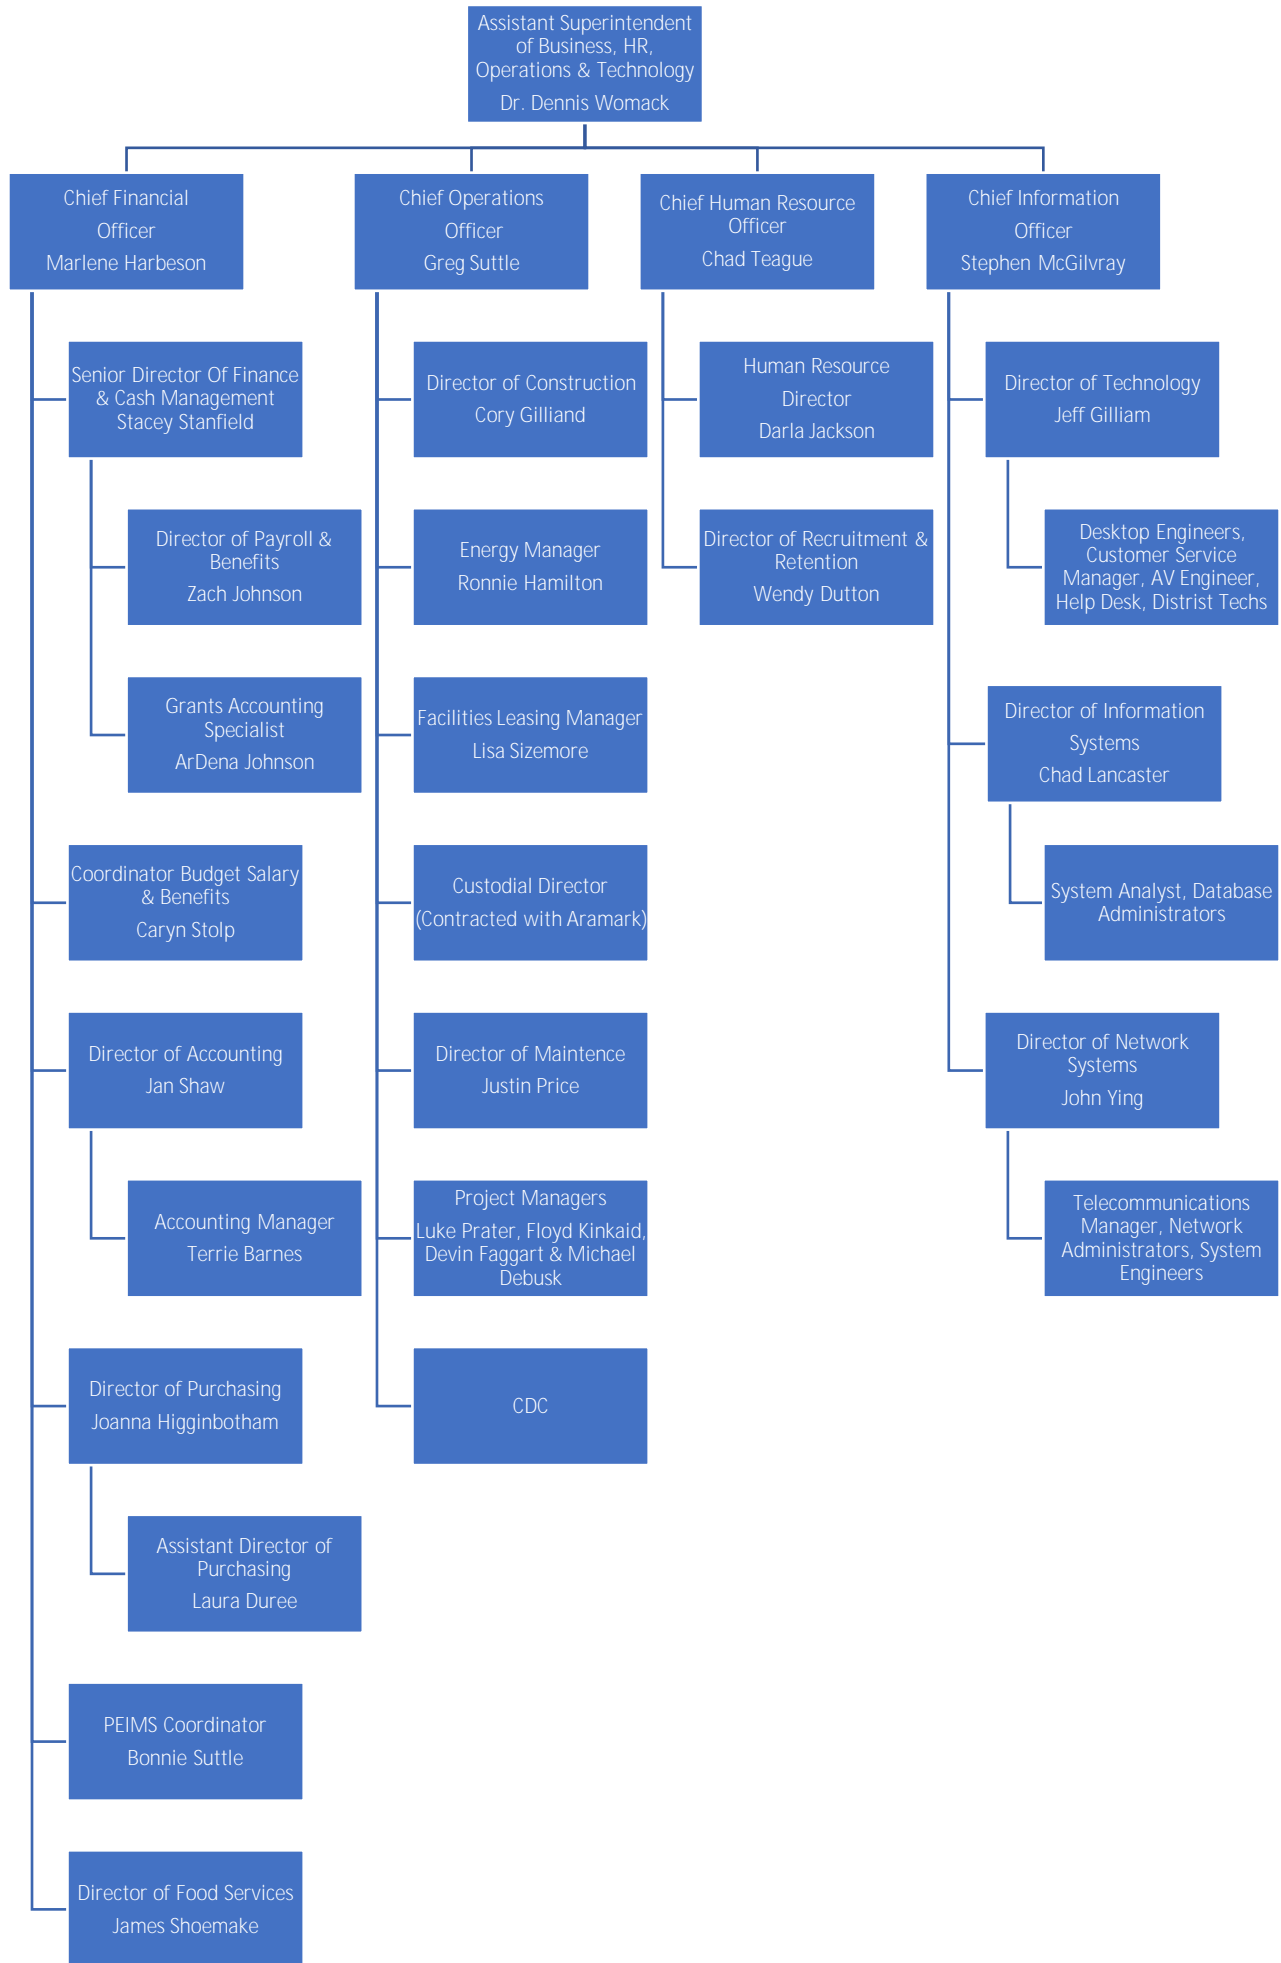 Assistant Superintendent
of Business, HR,
Operations & Technology
Dr. Dennis Womack
Chief Financial
Officer
Marlene Harbeson
Senior Director Of Finance
& Cash Management
Stacey Stanfield
Director of Payroll &
Benefits
Zach Johnson
Grants Accounting
Specialist
ArDena Johnson
Coordinator Budget Salary
& Benefits
Caryn Stolp
Director of Accounting
Jan Shaw
Accounting Manager
Terrie Barnes
Director of Purchasing
Joanna Higginbotham
Assistant Director of
Purchasing
Laura Duree
PEIMS Coordinator
Bonnie Suttle
Director of Food Services
James Shoemake
Chief Operations
Officer
Greg Suttle
Director of Construction
Cory Gilliand
Energy Manager
Ronnie Hamilton
Facilities Leasing Manager
Lisa Sizemore
Custodial Director
(Contracted with Aramark)
Director of Maintence
Justin Price
Project Managers
Luke Prater, Floyd Kinkaid,
Devin Faggart & Michael
Debusk
CDC
Chief Human Resource
Officer
Chad Teague
Human Resource
Director
Darla Jackson
Director of Recruitment &
Retention
Wendy Dutton
Chief Information
Officer
Stephen McGilvray
Director of Technology
Jeff Gilliam
Desktop Engineers,
Customer Service
Manager, AV Engineer,
Help Desk, Distrist Techs
Director of Information
Systems
Chad Lancaster
System Analyst, Database
Administrators
Director of Network
Systems
John Ying
Telecommunications
Manager, Network
Administrators, System
Engineers